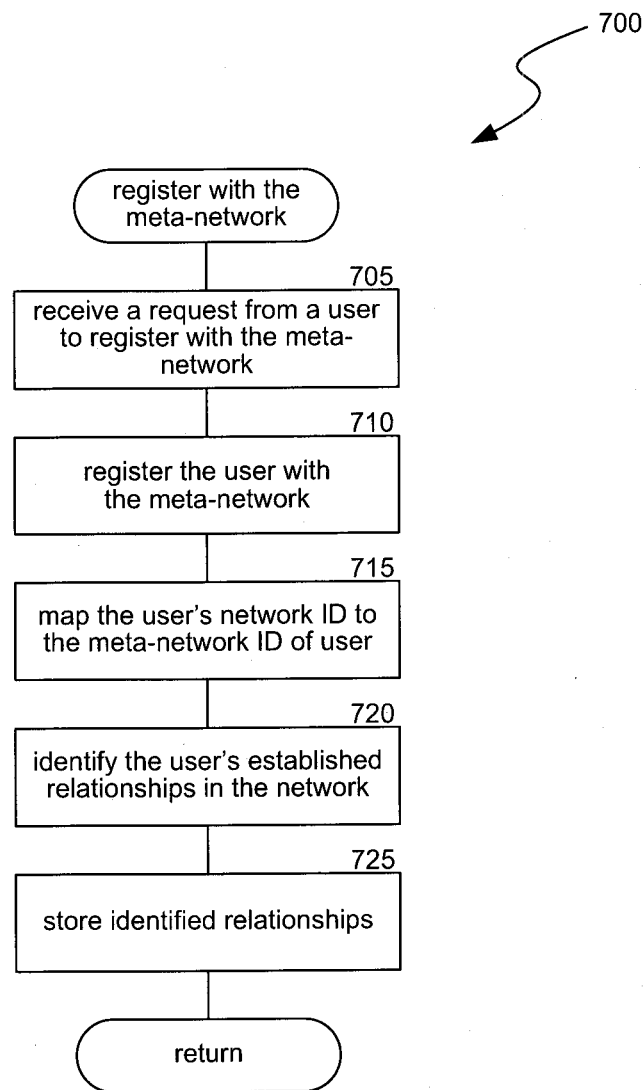 700
register with the
meta-network
705
receive a request from a user
to register with the meta-
network
710
register the user with
the meta-network
715
map the user's network ID to
the meta-network ID of user
720
identify the user's established
relationships in the network
725
store identified relationships
return